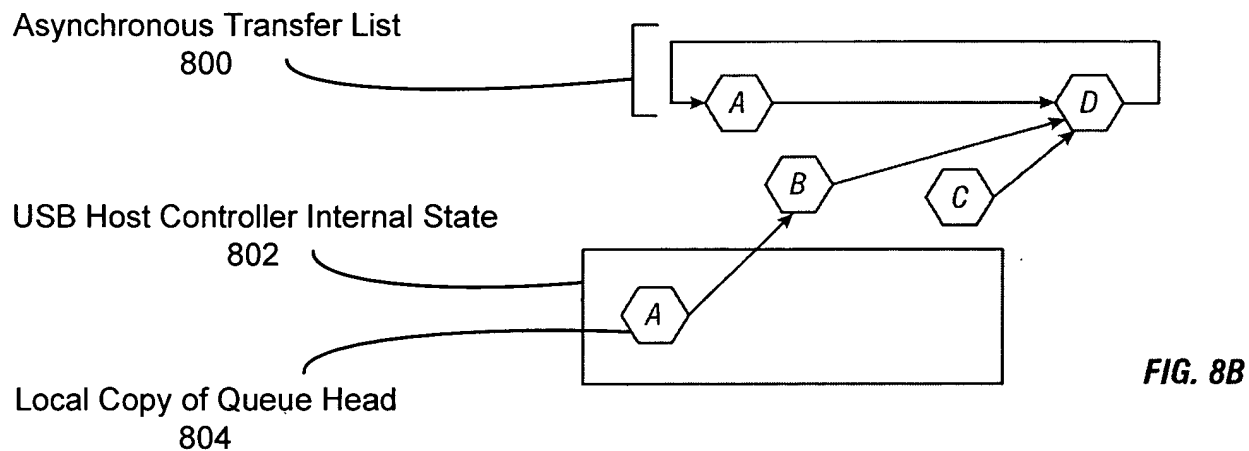 Asynchronous Transfer List
800
A
D
B
C
USB Host Controller Internal State
802
A
Local Copy of Queue Head
804
FIG. 8B